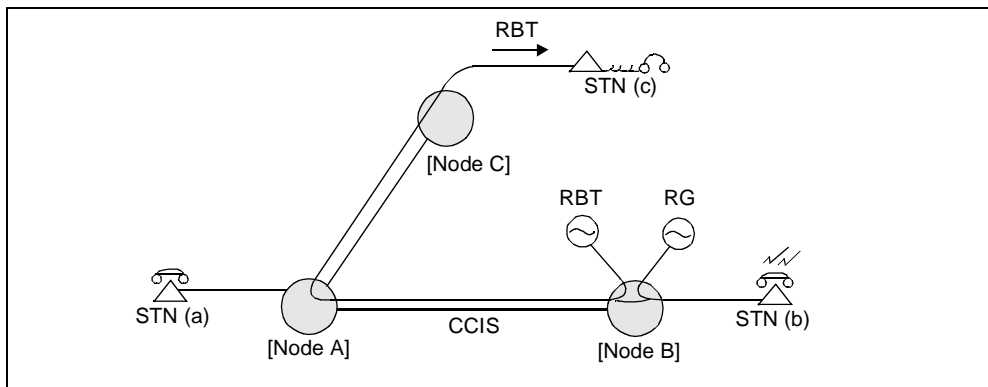 RBT
STN (c)
[Node C]
RBT
RG
STN (a)
STN (b)
CCIS
[Node A]
[Node B]